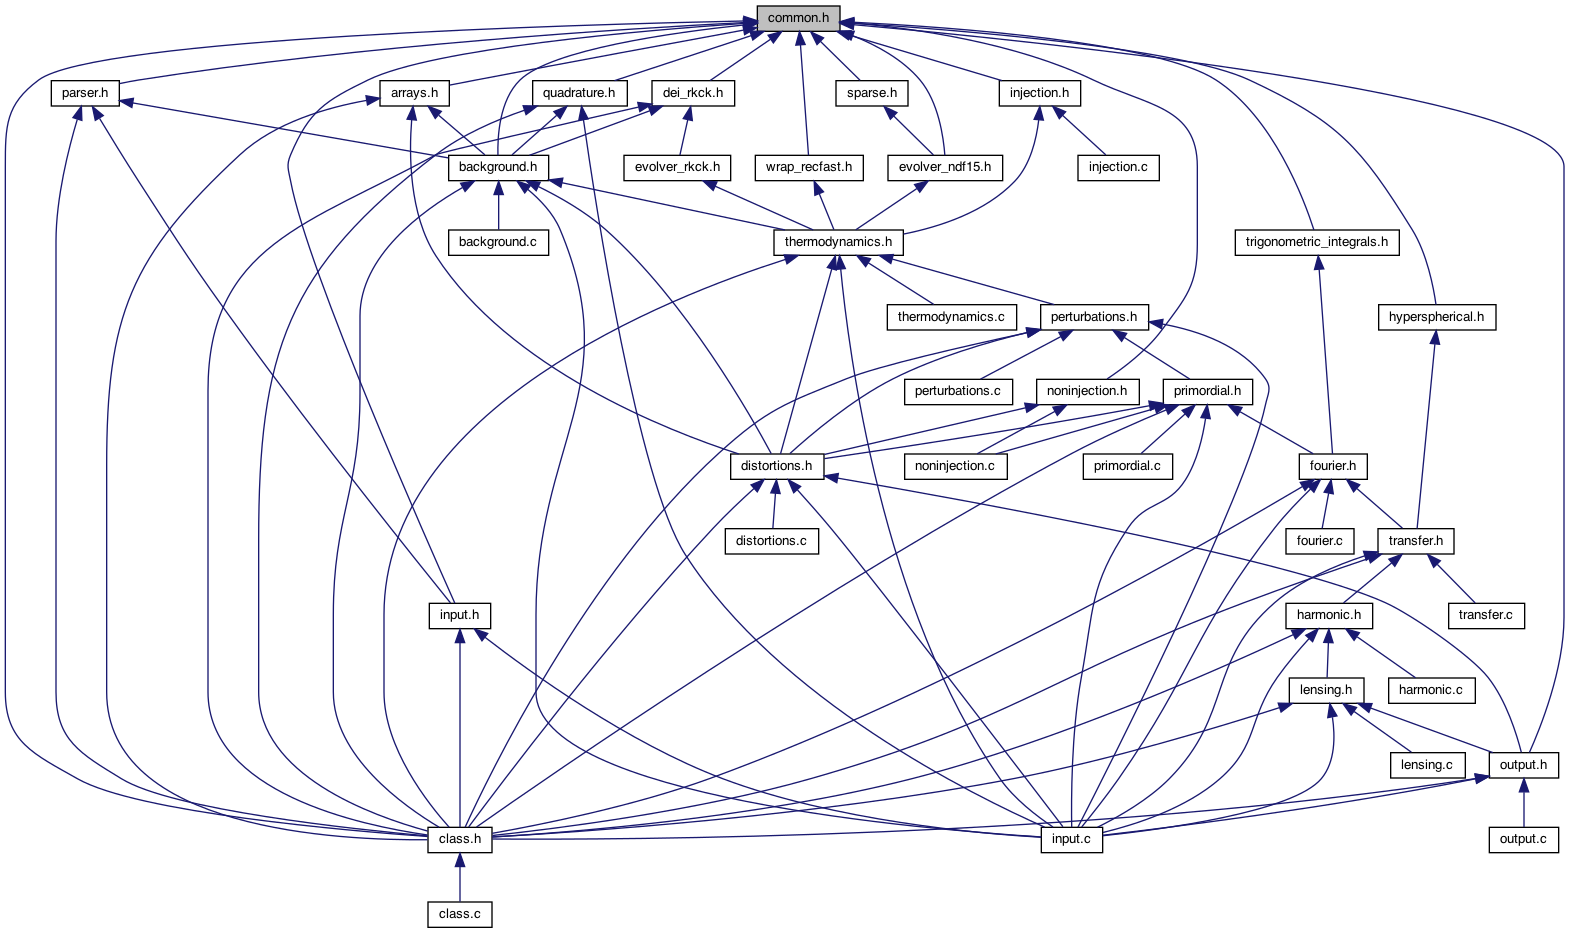 common.h
parser.h
arrays.h
quadrature.h
dei_rkck.h
sparse.h
injection.h
background.h
evolver_rkck.h
wrap_recfast.h
evolver_ndf15.h
injection.c
background.c
thermodynamics.h
trigonometric_integrals.h
thermodynamics.c
perturbations.h
hyperspherical.h
perturbations.c
noninjection.h
primordial.h
distortions.h
noninjection.c
primordial.c
fourier.h
distortions.c
fourier.c
transfer.h
input.h
harmonic.h
transfer.c
lensing.h
harmonic.c
lensing.c
output.h
class.h
input.c
output.c
class.c